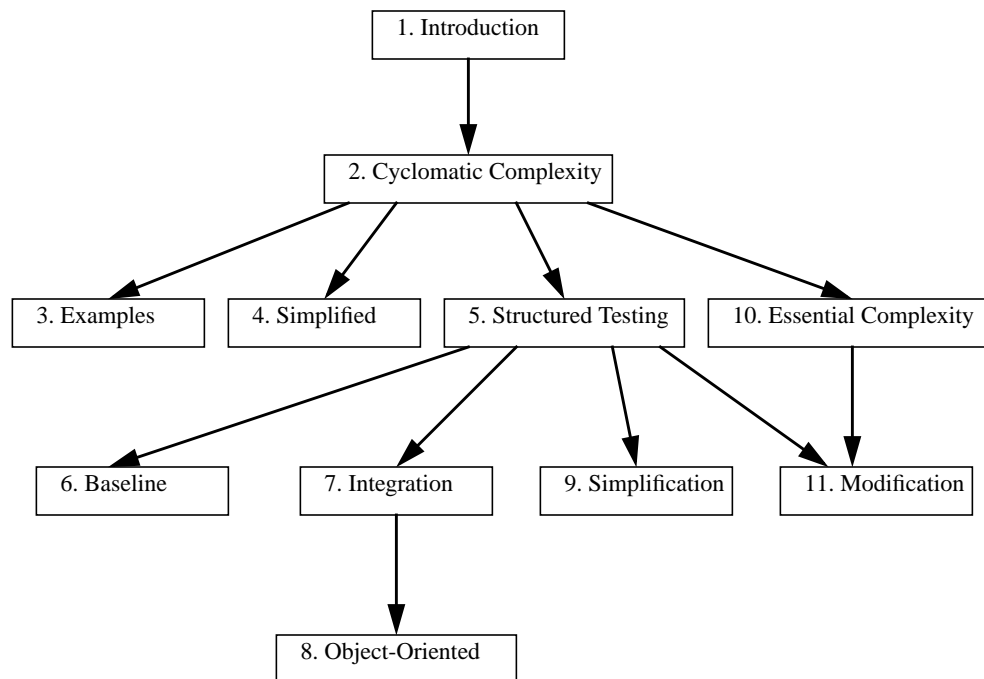 1. Introduction
2. Cyclomatic Complexity
3. Examples
4. Simplified
5. Structured Testing
10. Essential Complexity
6. Baseline
7. Integration
9. Simplification
11. Modification
8. Object-Oriented